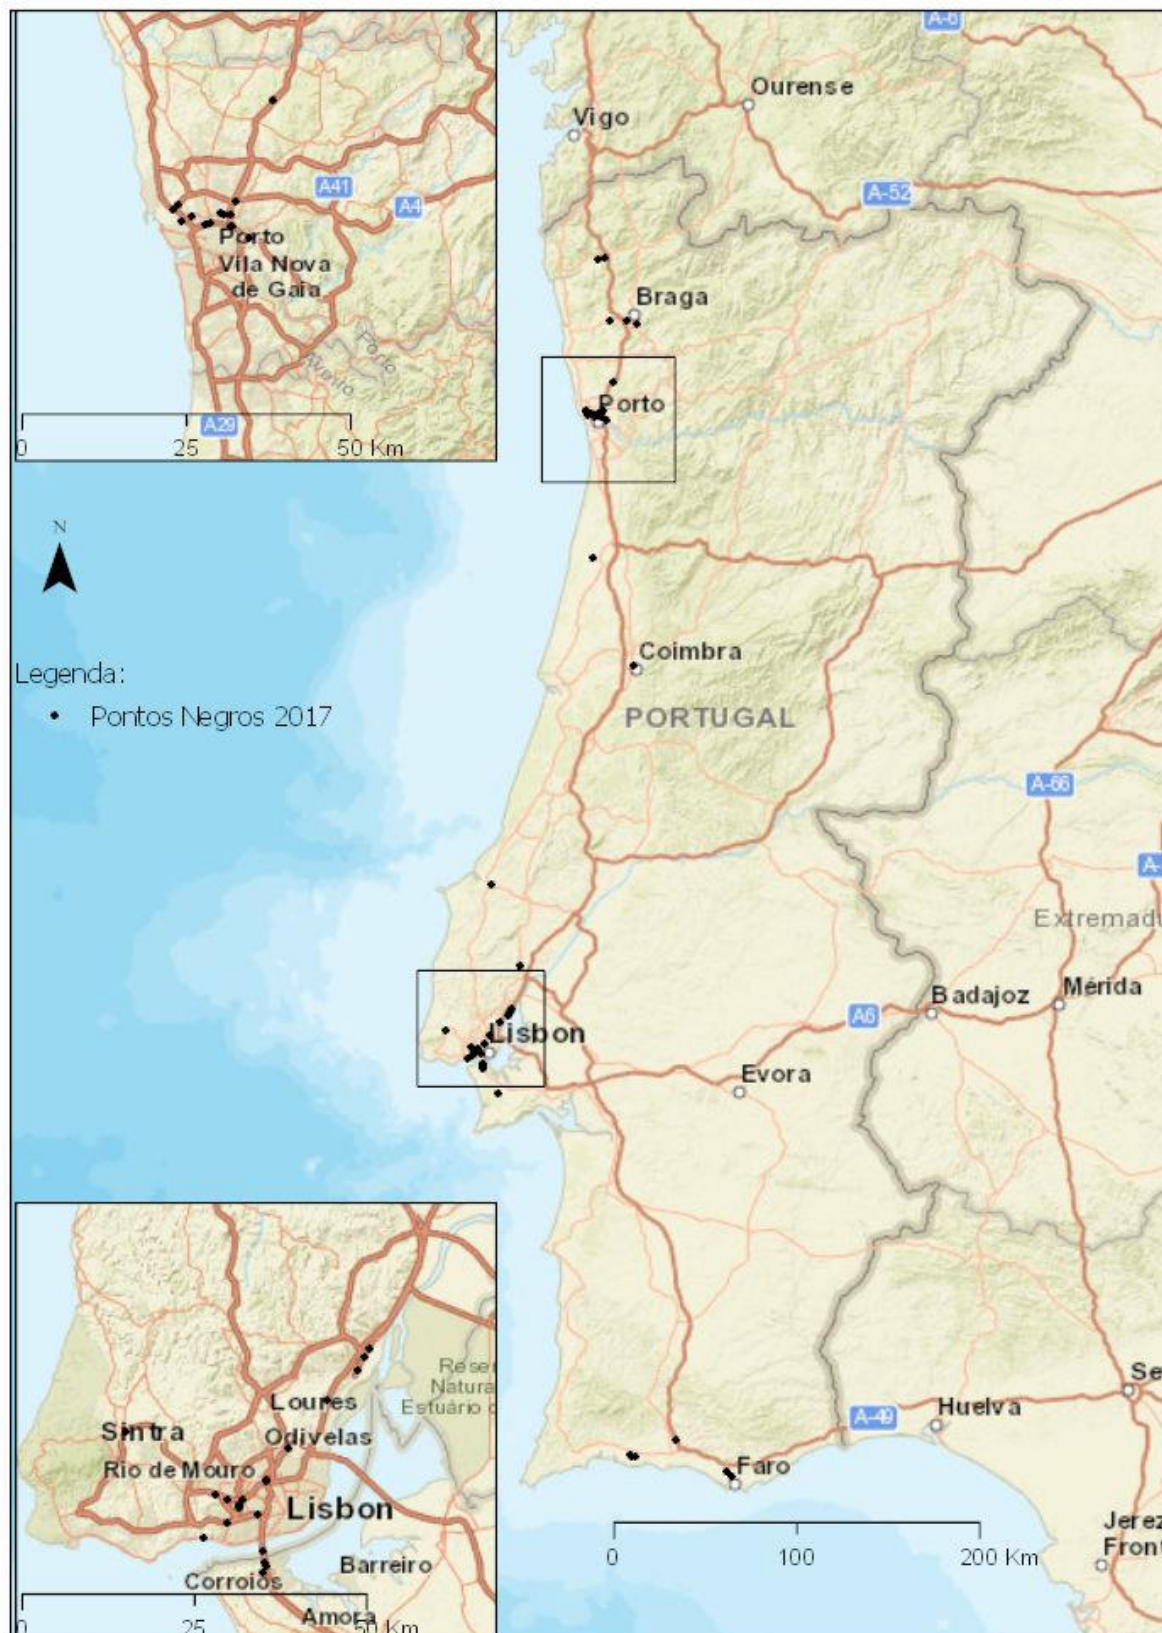 A41
A4
Porto
Vila Nova
de Gaia
Porto
Aveiro
A29
0 25 50 Km
N
Legenda:
Pontos Negros 2017
A-6
Ourense
Vigo
A-52
Braga
Porto
Coimbra
PORTUGAL
A-66
A-
Extremadu
Badajoz
Mérida
A6
Lisbon
Evora
Se
Huelva
A-49
Faro
Jerez
Front
0 100 200 Km
Reser
Natura
Estuário d
Loures
Sintra
Odivelas
Rio de Mouro
Lisbon
Barreiro
Corroios
Amora
0 25 50 Km